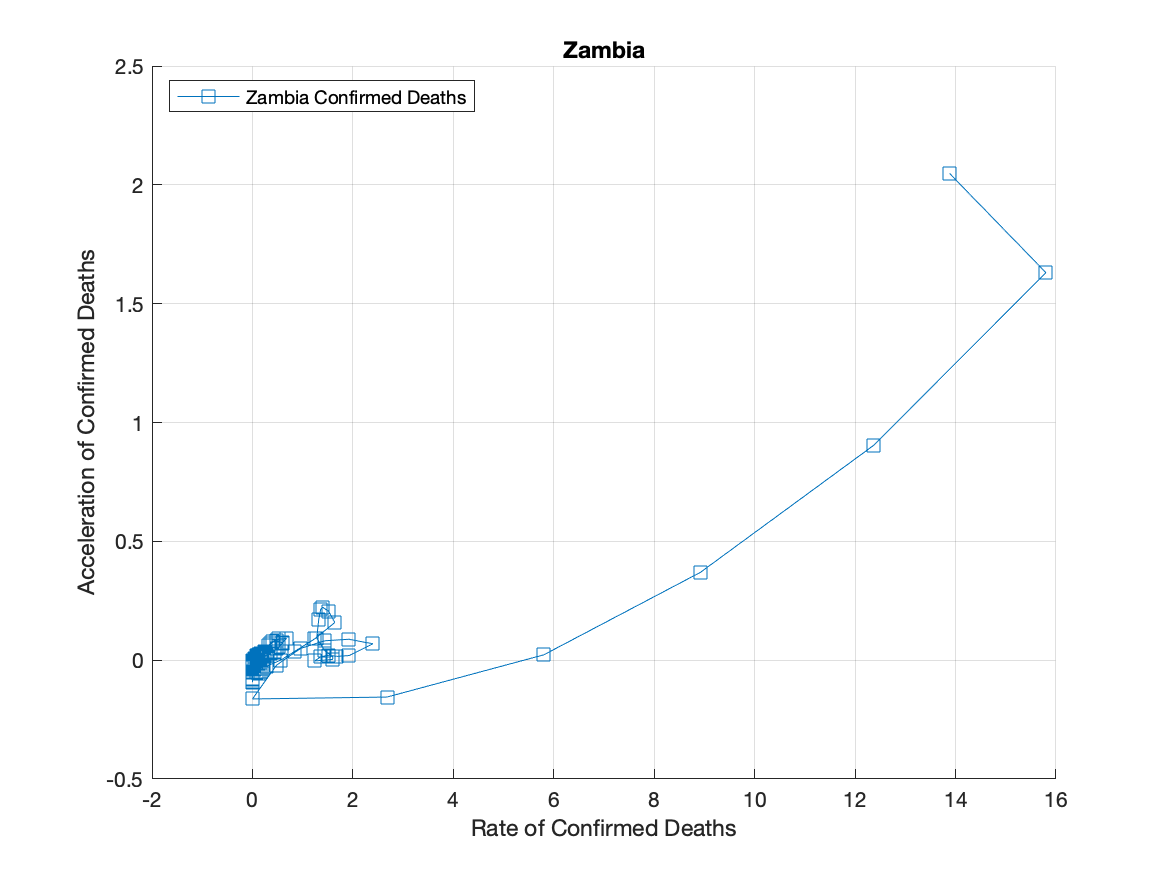 Zambia
Zambia Confirmed Deaths
2.5
2
1.5
1
0.5
0
-0.5
Acceleration of Confirmed Deaths
-2 0 2 4 6 8 10 12 14 16
Rate of Confirmed Deaths